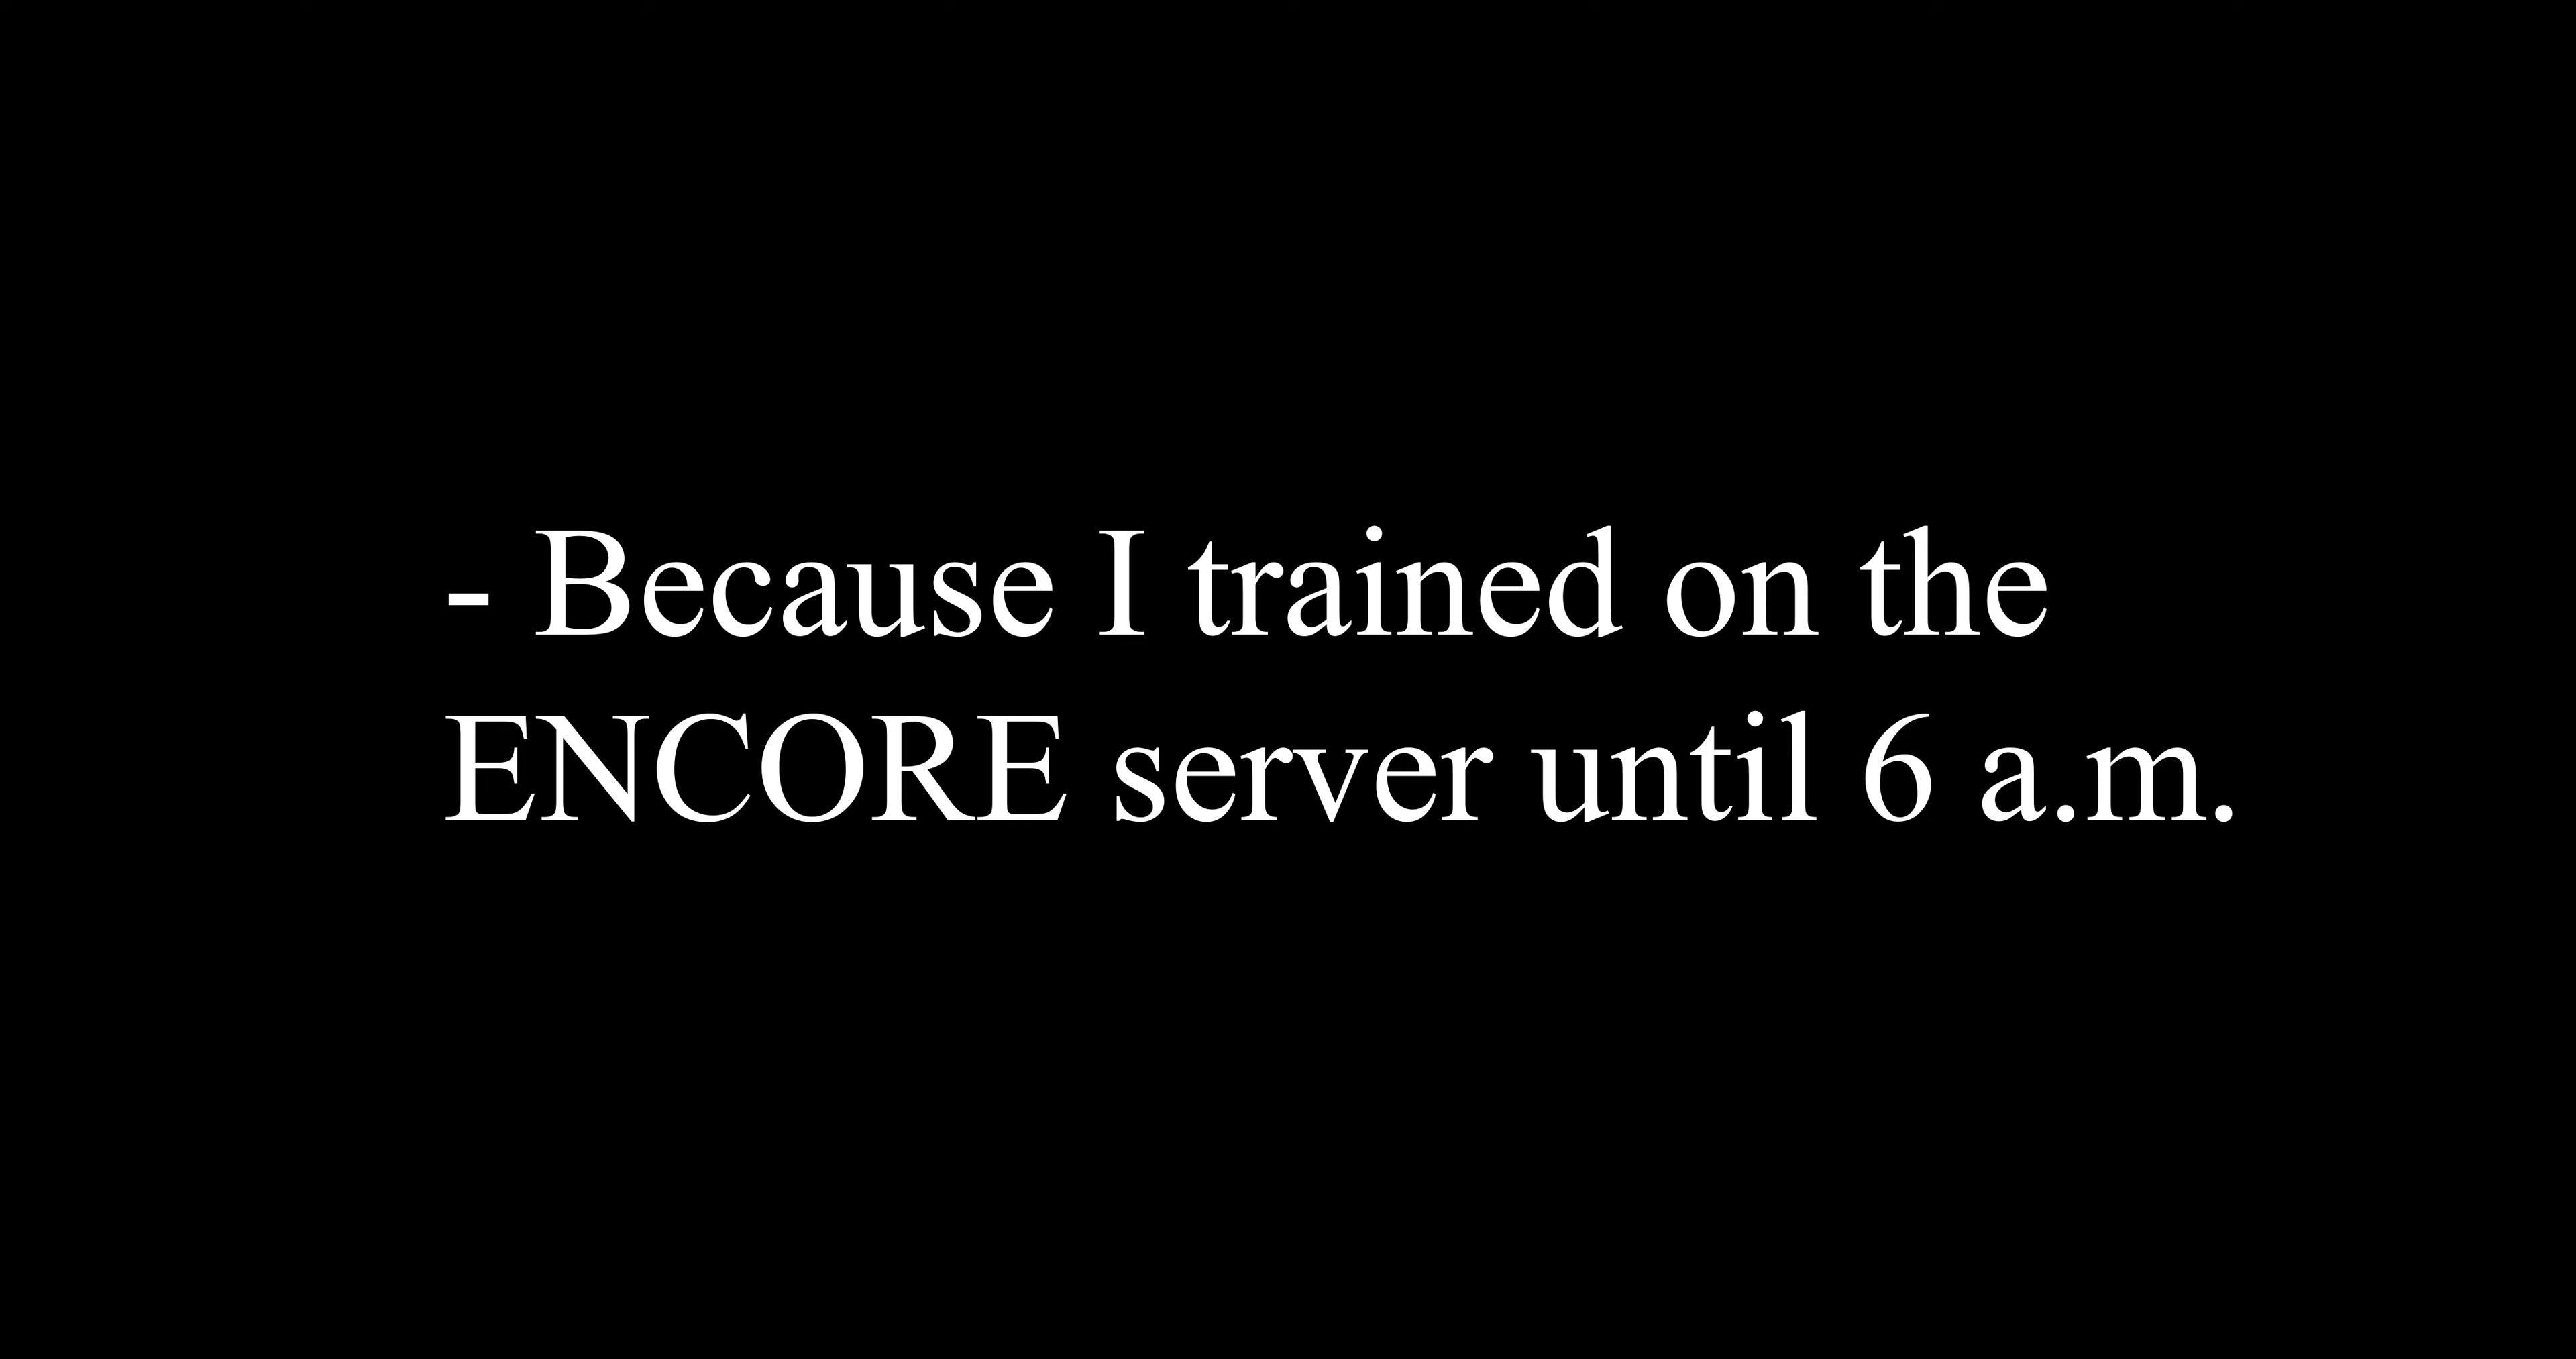 - Because I trained on the
ENCORE server until 6 a.m.